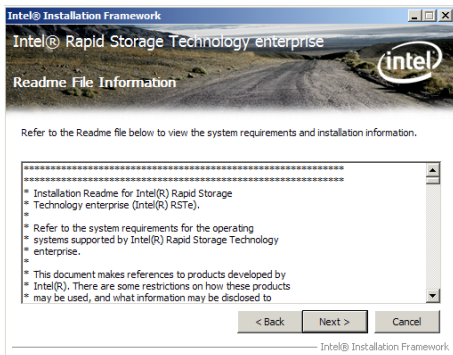 Intel® Installation Framework
Intel® Rapid Storage Technology enterprise
(intel)
Readme File Information
Refer to the Readme file below to view the system requirements and installation information.
************************************************************
************************************************************
* Installation Readme for Intel(R) Rapid Storage
* Technology enterprise (Intel(R) RSTe).
*
* Refer to the system requirements for the operating
* systems supported by Intel(R) Rapid Storage Technology
* enterprise.
*
* This document makes references to products developed by
* Intel(R). There are some restrictions on how these products
* may be used, and what information may be disclosed to
< Back Next > Cancel
Intel® Installation Framework